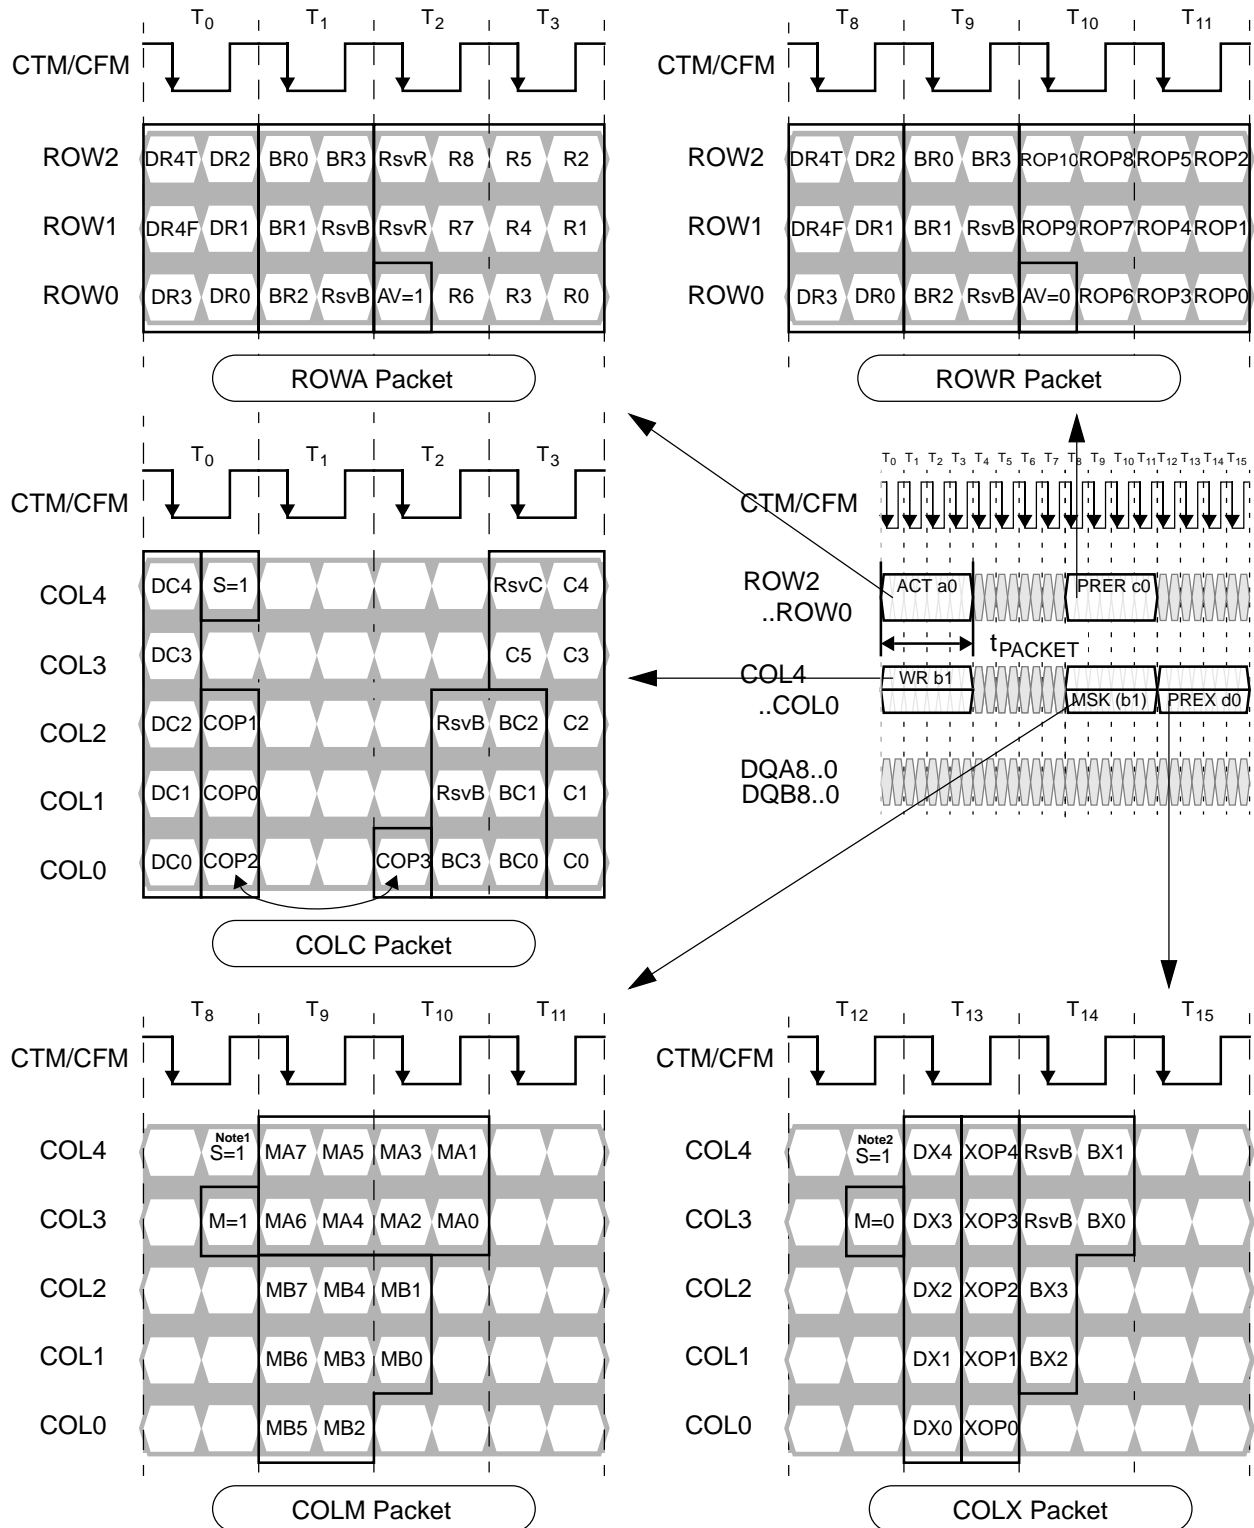 T0 T1 T2 T3
CTM/CFM
ROW2 DR4T DR2 BR0 BR3 RsvR R8 R5 R2
ROW1 DR4F DR1 BR1 RsvB RsvR R7 R4 R1
ROW0 DR3 DR0 BR2 RsvB AV=1 R6 R3 R0
ROWA Packet
T8 T9 T10 T11
CTM/CFM
ROW2 DR4T DR2 BR0 BR3 ROP10 ROP8 ROP5 ROP2
ROW1 DR4F DR1 BR1 RsvB ROP9 ROP7 ROP4 ROP1
ROW0 DR3 DR0 BR2 RsvB AV=0 ROP6 ROP3 ROP0
ROWR Packet
T0 T1 T2 T3
CTM/CFM
COL4 DC4 S=1 RsvC C4
COL3 DC3 C5 C3
COL2 DC2 COP1 RsvB BC2 C2
COL1 DC1 COP0 RsvB BC1 C1
COL0 DC0 COP2 COP3 BC3 BC0 C0
COLC Packet
T0 T1 T2 T3 T4 T5 T6 T7 T8 T9 T10 T11 T12 T13 T14 T15
CTM/CFM
ROW2 ACT a0 PRER c0
..ROW0
tPACKET
COL4 WR b1
..COL0 MSK (b1) PREX d0
DQA8..0
DQB8..0
T8 T9 T10 T11
CTM/CFM
Note1
COL4 S=1 MA7 MA5 MA3 MA1
COL3 M=1 MA6 MA4 MA2 MA0
COL2 MB7 MB4 MB1
COL1 MB6 MB3 MB0
COL0 MB5 MB2
COLM Packet
T12 T13 T14 T15
CTM/CFM
Note2
COL4 S=1 DX4 XOP4 RsvB BX1
COL3 M=0 DX3 XOP3 RsvB BX0
COL2 DX2 XOP2 BX3
COL1 DX1 XOP1 BX2
COL0 DX0 XOP0
COLX Packet